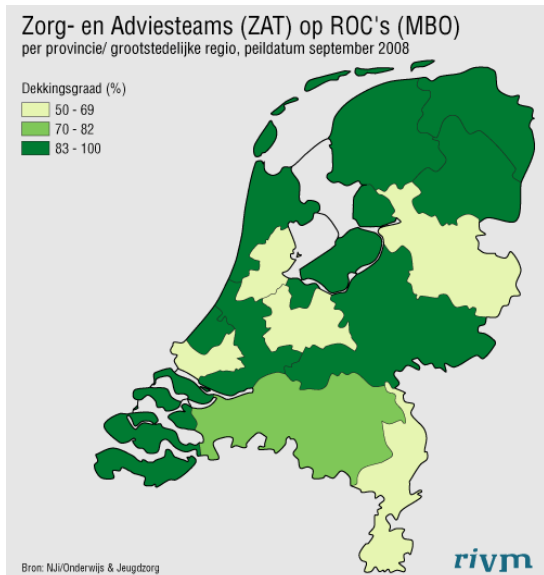 Zorg- en Adviesteams (ZAT) op ROC's (MBO)
per provincie/ grootstedelijke regio, peildatum september 2008
Dekkingsgraad (%)
50 - 69
70 - 82
83 - 100
Bron: NJi/Onderwijs & Jeugdzorg
rivm